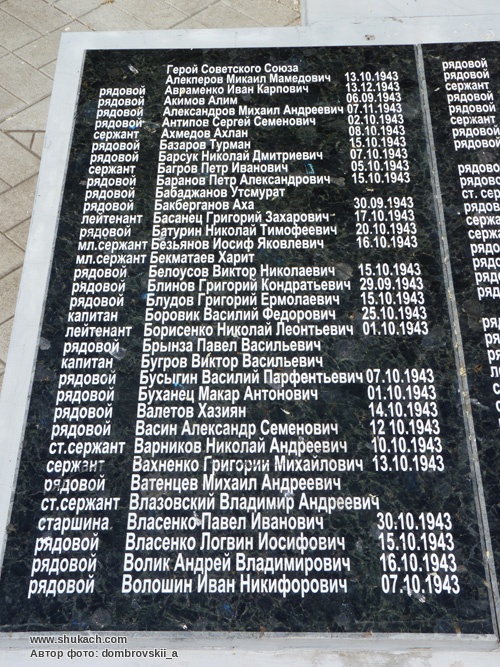 Герой Советского Союза
Алекперов Микаил Мамедович 13.10.1943
рядовой Авраменко Иван Карпович 13.12.1943
рядовой Акимов Алим 06.09.1943
рядовой Александров Михаил Андреевич 07.11.1943
рядовой Антипов Сергей Семенович 02.10.1943
сержант Ахмедов Ахлан 08.10.1943
рядовой Базаров Турман 15.10.1943
рядовой Барсук Николай Дмитриевич 07.10.1943
сержант Багров Петр Иванович 05.10.1943
рядовой Баранов Петр Александрович 15.10.1943
рядовой Бабаджанов Утсмурат
рядовой Бакберганов Аха 30.09.1943
лейтенант Басанец Григорий Захарович 17.10.1943
рядовой Батурин Николай Тимофеевич 20.10.1943
мл.сержант Безьянов Иосиф Яковлевич 16.10.1943
мл.сержант Бекматаев Харит
рядовой Белоусов Виктор Николаевич 15.10.1943
рядовой Блинов Григорий Кондратьевич 29.09.1943
рядовой Блудов Григорий Ермолаевич 15.10.1943
капитан Боровик Василий Федорович 25.10.1943
лейтенант Борисенко Николай Леонтьевич 01.10.1943
рядовой Брынза Павел Васильевич
капитан Бугров Виктор Васильевич
рядовой Бусыгин Василий Парфентьевич 07.10.1943
рядовой Буханец Макар Антонович 01.10.1943
рядовой Валетов Хазиян 14.10.1943
рядовой Васин Александр Семенович 12 10.1943
ст.сержант Варников Николай Андреевич 10.10.1943
сержант Вахненко Григории Михайлович 13.10.1943
рядовой Ватенцев Михаил Андреевич
ст.сержант Влазовский Владимир Андреевич
старшина Власенко Павел Иванович 30.10.1943
рядовой Власенко Логвин Иосифович 15.10.1943
рядовой Волик Андрей Владимирович 16.10.1943
рядовой Волошин Иван Никифорович 07.10.1943
рядовой
рядовой
сержант
рядовой
рядовой
сержант
рядовой
рядовой
www.shukach.com
Автор фото: dombrovskii_a